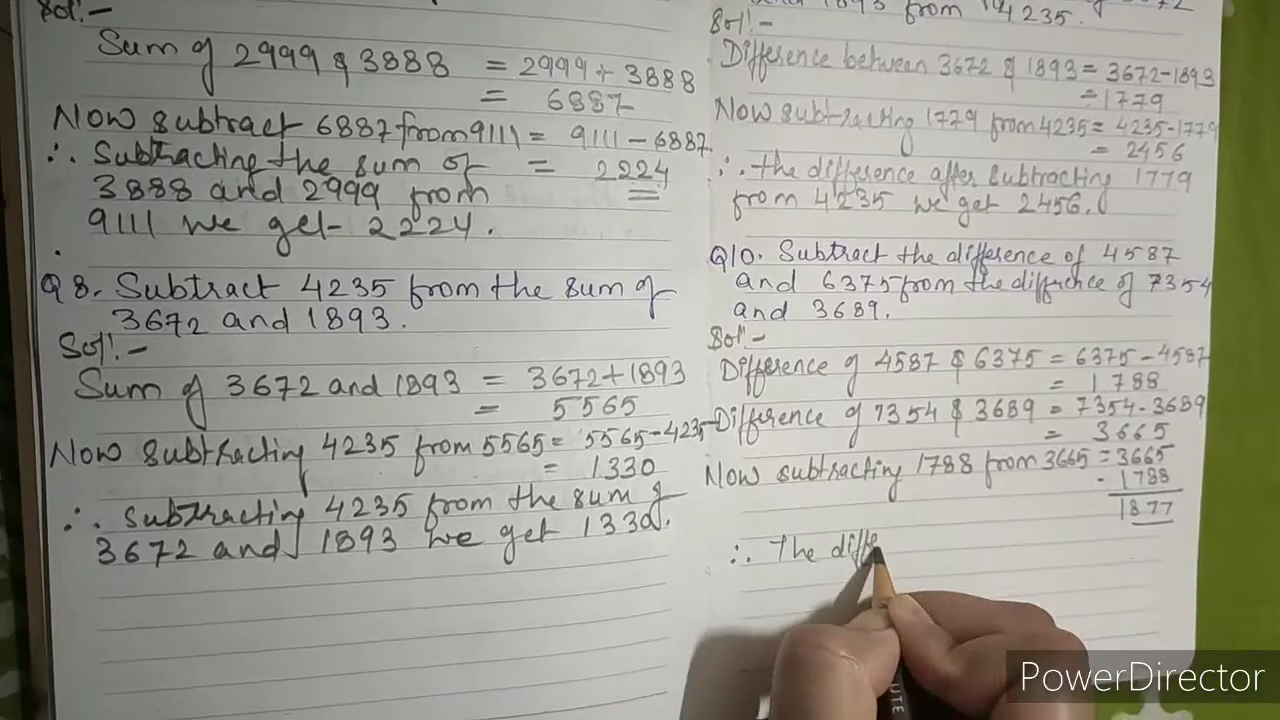 Sol!-
Sum of 2999 & 3888 = 2999 + 3888
= 6887
Now subtract 6887 from 9111 = 9111 - 6887
∴ Subtracting the sum of = 2224
3888 and 2999 from
9111 we get 2224.
Q8. Subtract 4235 from the sum of
3672 and 1893.
Sol!-
Sum of 3672 and 1893 = 3672+1893
= 5565
Now subtracting 4235 from 5565 = 5565-4235
= 1330
∴ subtracting 4235 from the sum of
3672 and 1893 we get 1330.
from 4235.
Sol!-
Difference between 3672 & 1893 = 3672-1893
= 1779
Now subtracting 1779 from 4235 = 4235-1779
= 2456
∴ the difference after subtracting 1779
from 4235 we get 2456.
Q10. Subtract the difference of 4587
and 6375 from the difference of 7354
and 3689.
Sol!-
Difference of 4587 & 6375 = 6375-4587
= 1788
Difference of 7354 & 3689 = 7354-3689
= 3665
Now subtracting 1788 from 3665 = 3665
- 1788
1877
∴ The diffe
UTE
PowerDirector